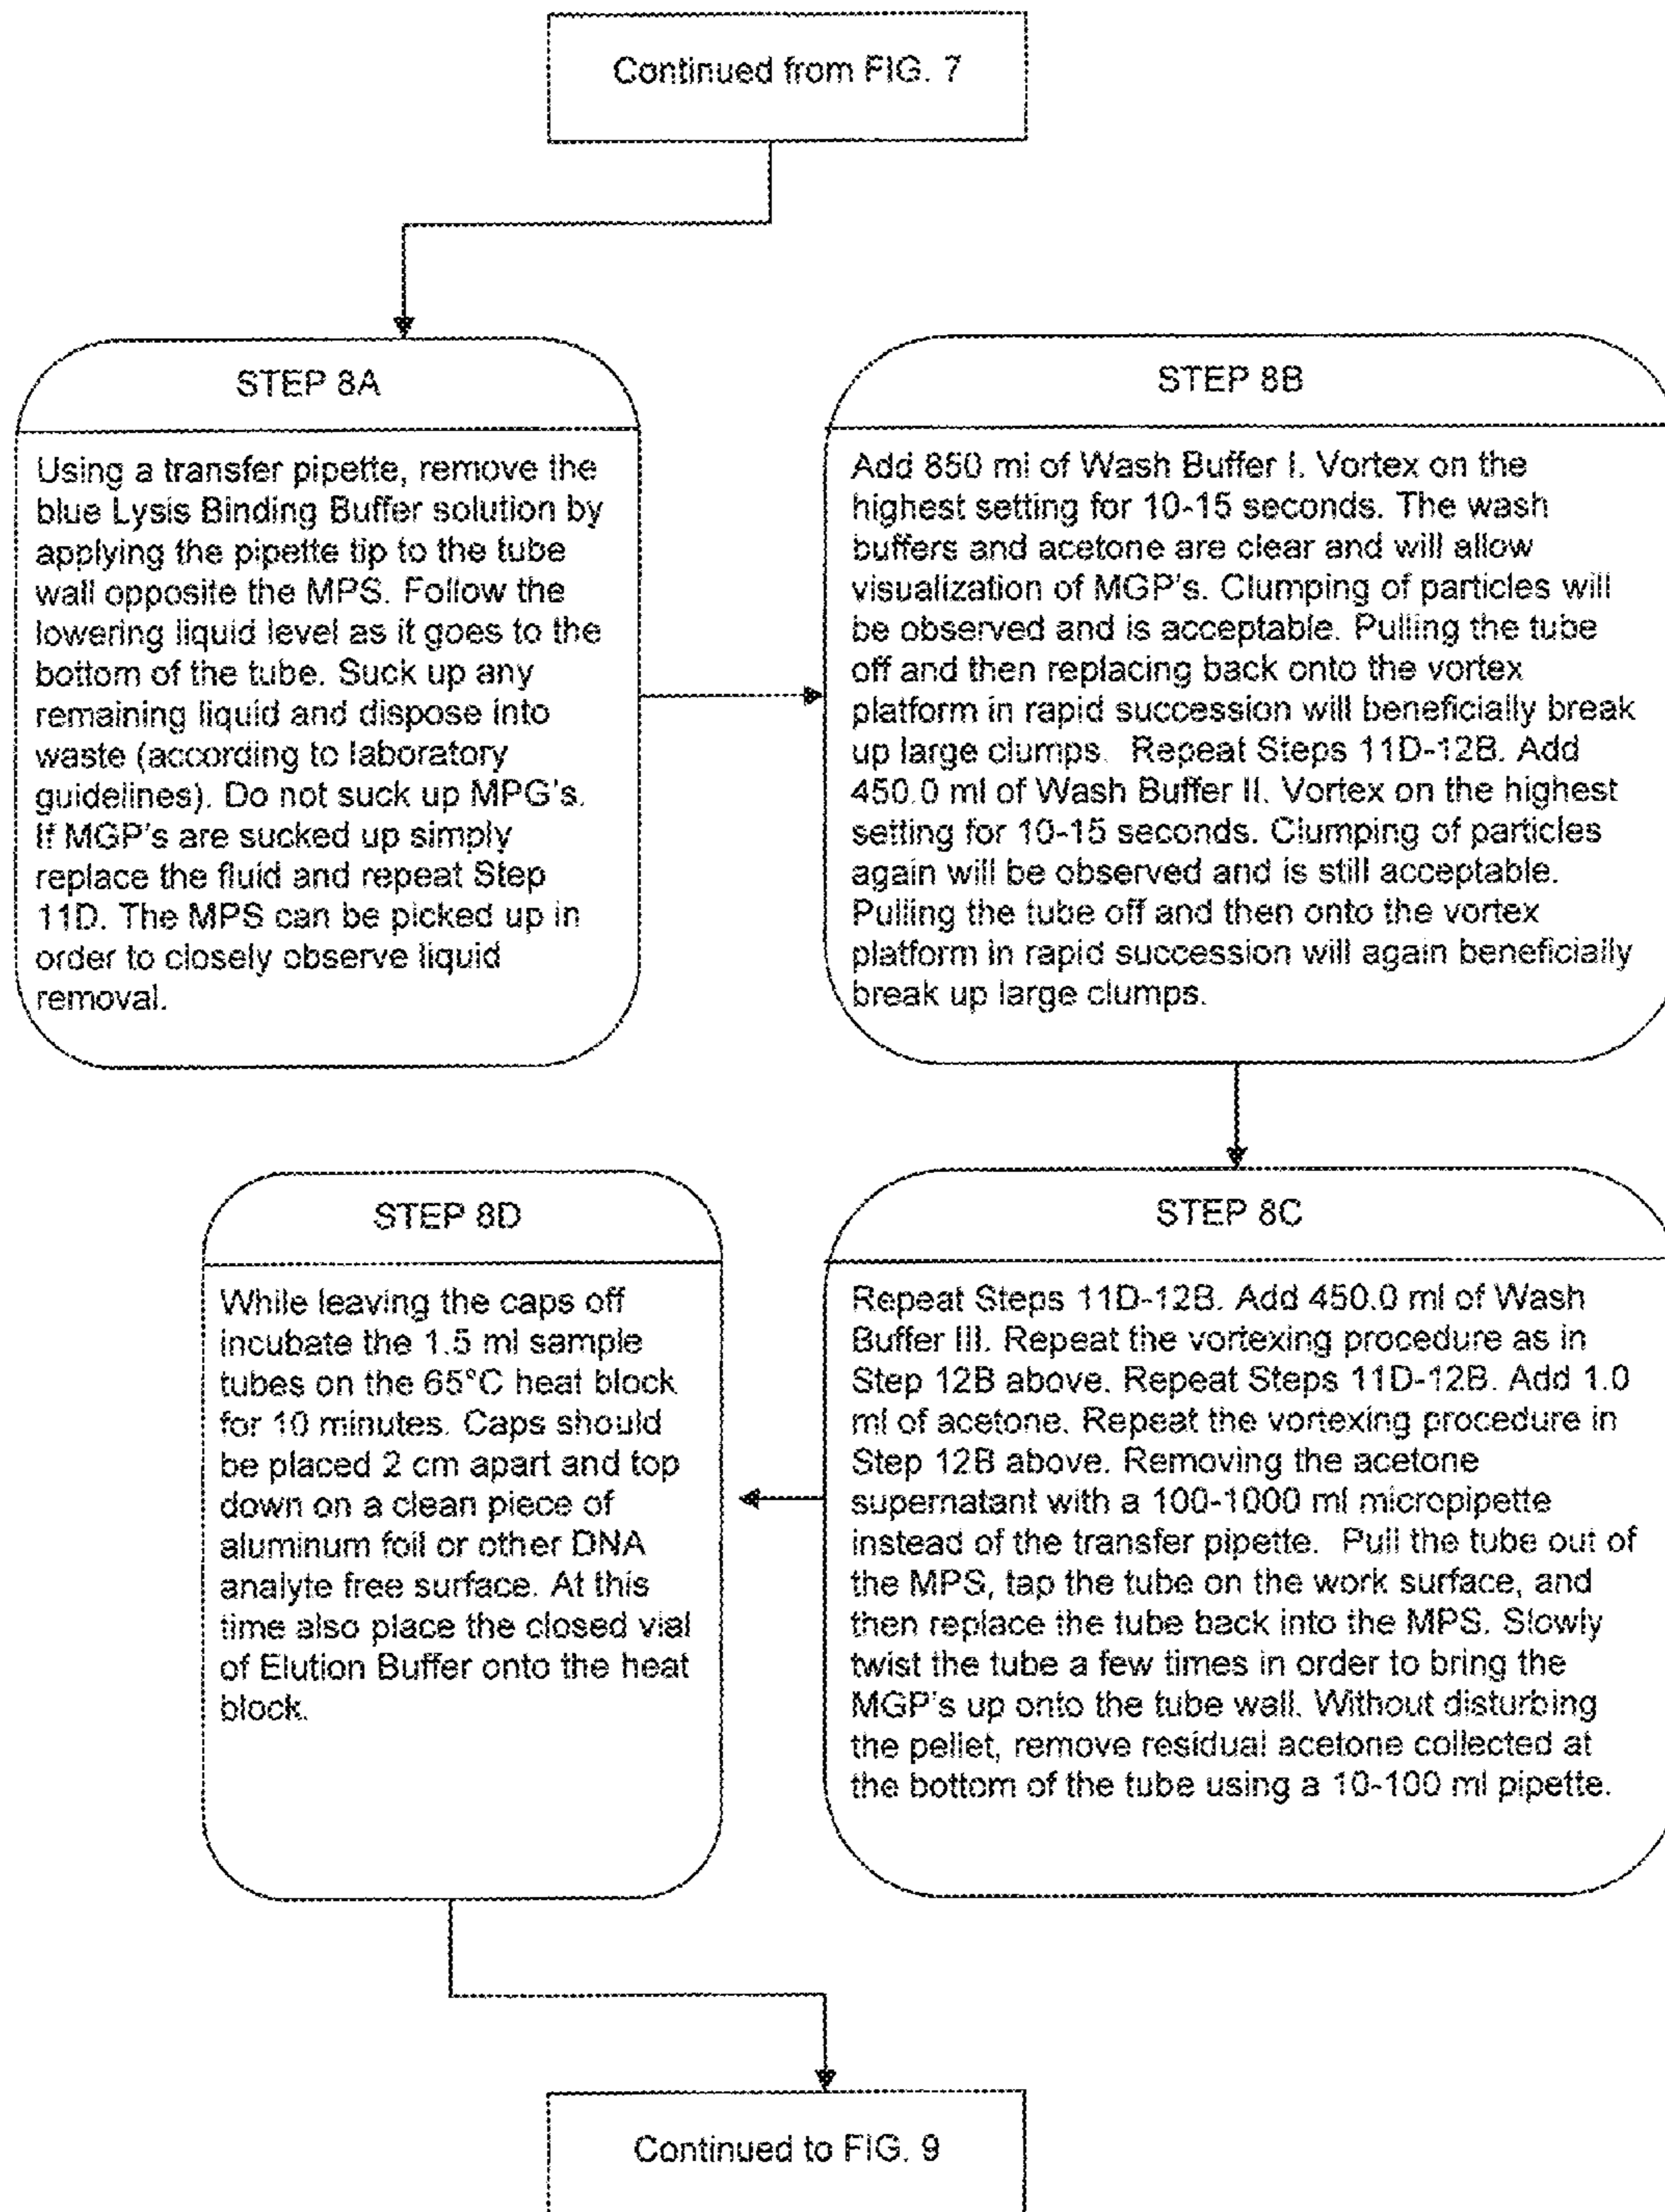 Continued from FIG. 7
STEP 8A
Using a transfer pipette, remove the
blue Lysis Binding Buffer solution by
applying the pipette tip to the tube
wall opposite the MPS. Follow the
lowering liquid level as it goes to the
bottom of the tube. Suck up any
remaining liquid and dispose into
waste (according to laboratory
guidelines). Do not suck up MPG's.
If MGP's are sucked up simply
replace the fluid and repeat Step
11D. The MPS can be picked up in
order to closely observe liquid
removal.
STEP 8B
Add 850 ml of Wash Buffer I. Vortex on the
highest setting for 10-15 seconds. The wash
buffers and acetone are clear and will allow
visualization of MGP's. Clumping of particles will
be observed and is acceptable. Pulling the tube
off and then replacing back onto the vortex
platform in rapid succession will beneficially break
up large clumps. Repeat Steps 11D-12B. Add
450.0 ml of Wash Buffer II. Vortex on the highest
setting for 10-15 seconds. Clumping of particles
again will be observed and is still acceptable.
Pulling the tube off and then onto the vortex
platform in rapid succession will again beneficially
break up large clumps.
STEP 8C
Repeat Steps 11D-12B. Add 450.0 ml of Wash
Buffer III. Repeat the vortexing procedure as in
Step 12B above. Repeat Steps 11D-12B. Add 1.0
ml of acetone. Repeat the vortexing procedure in
Step 12B above. Removing the acetone
supernatant with a 100-1000 ml micropipette
instead of the transfer pipette. Pull the tube out of
the MPS, tap the tube on the work surface, and
then replace the tube back into the MPS. Slowly
twist the tube a few times in order to bring the
MGP's up onto the tube wall. Without disturbing
the pellet, remove residual acetone collected at
the bottom of the tube using a 10-100 ml pipette.
STEP 8D
While leaving the caps off
incubate the 1.5 ml sample
tubes on the 65°C heat block
for 10 minutes. Caps should
be placed 2 cm apart and top
down on a clean piece of
aluminum foil or other DNA
analyte free surface. At this
time also place the closed vial
of Elution Buffer onto the heat
block.
Continued to FIG. 9